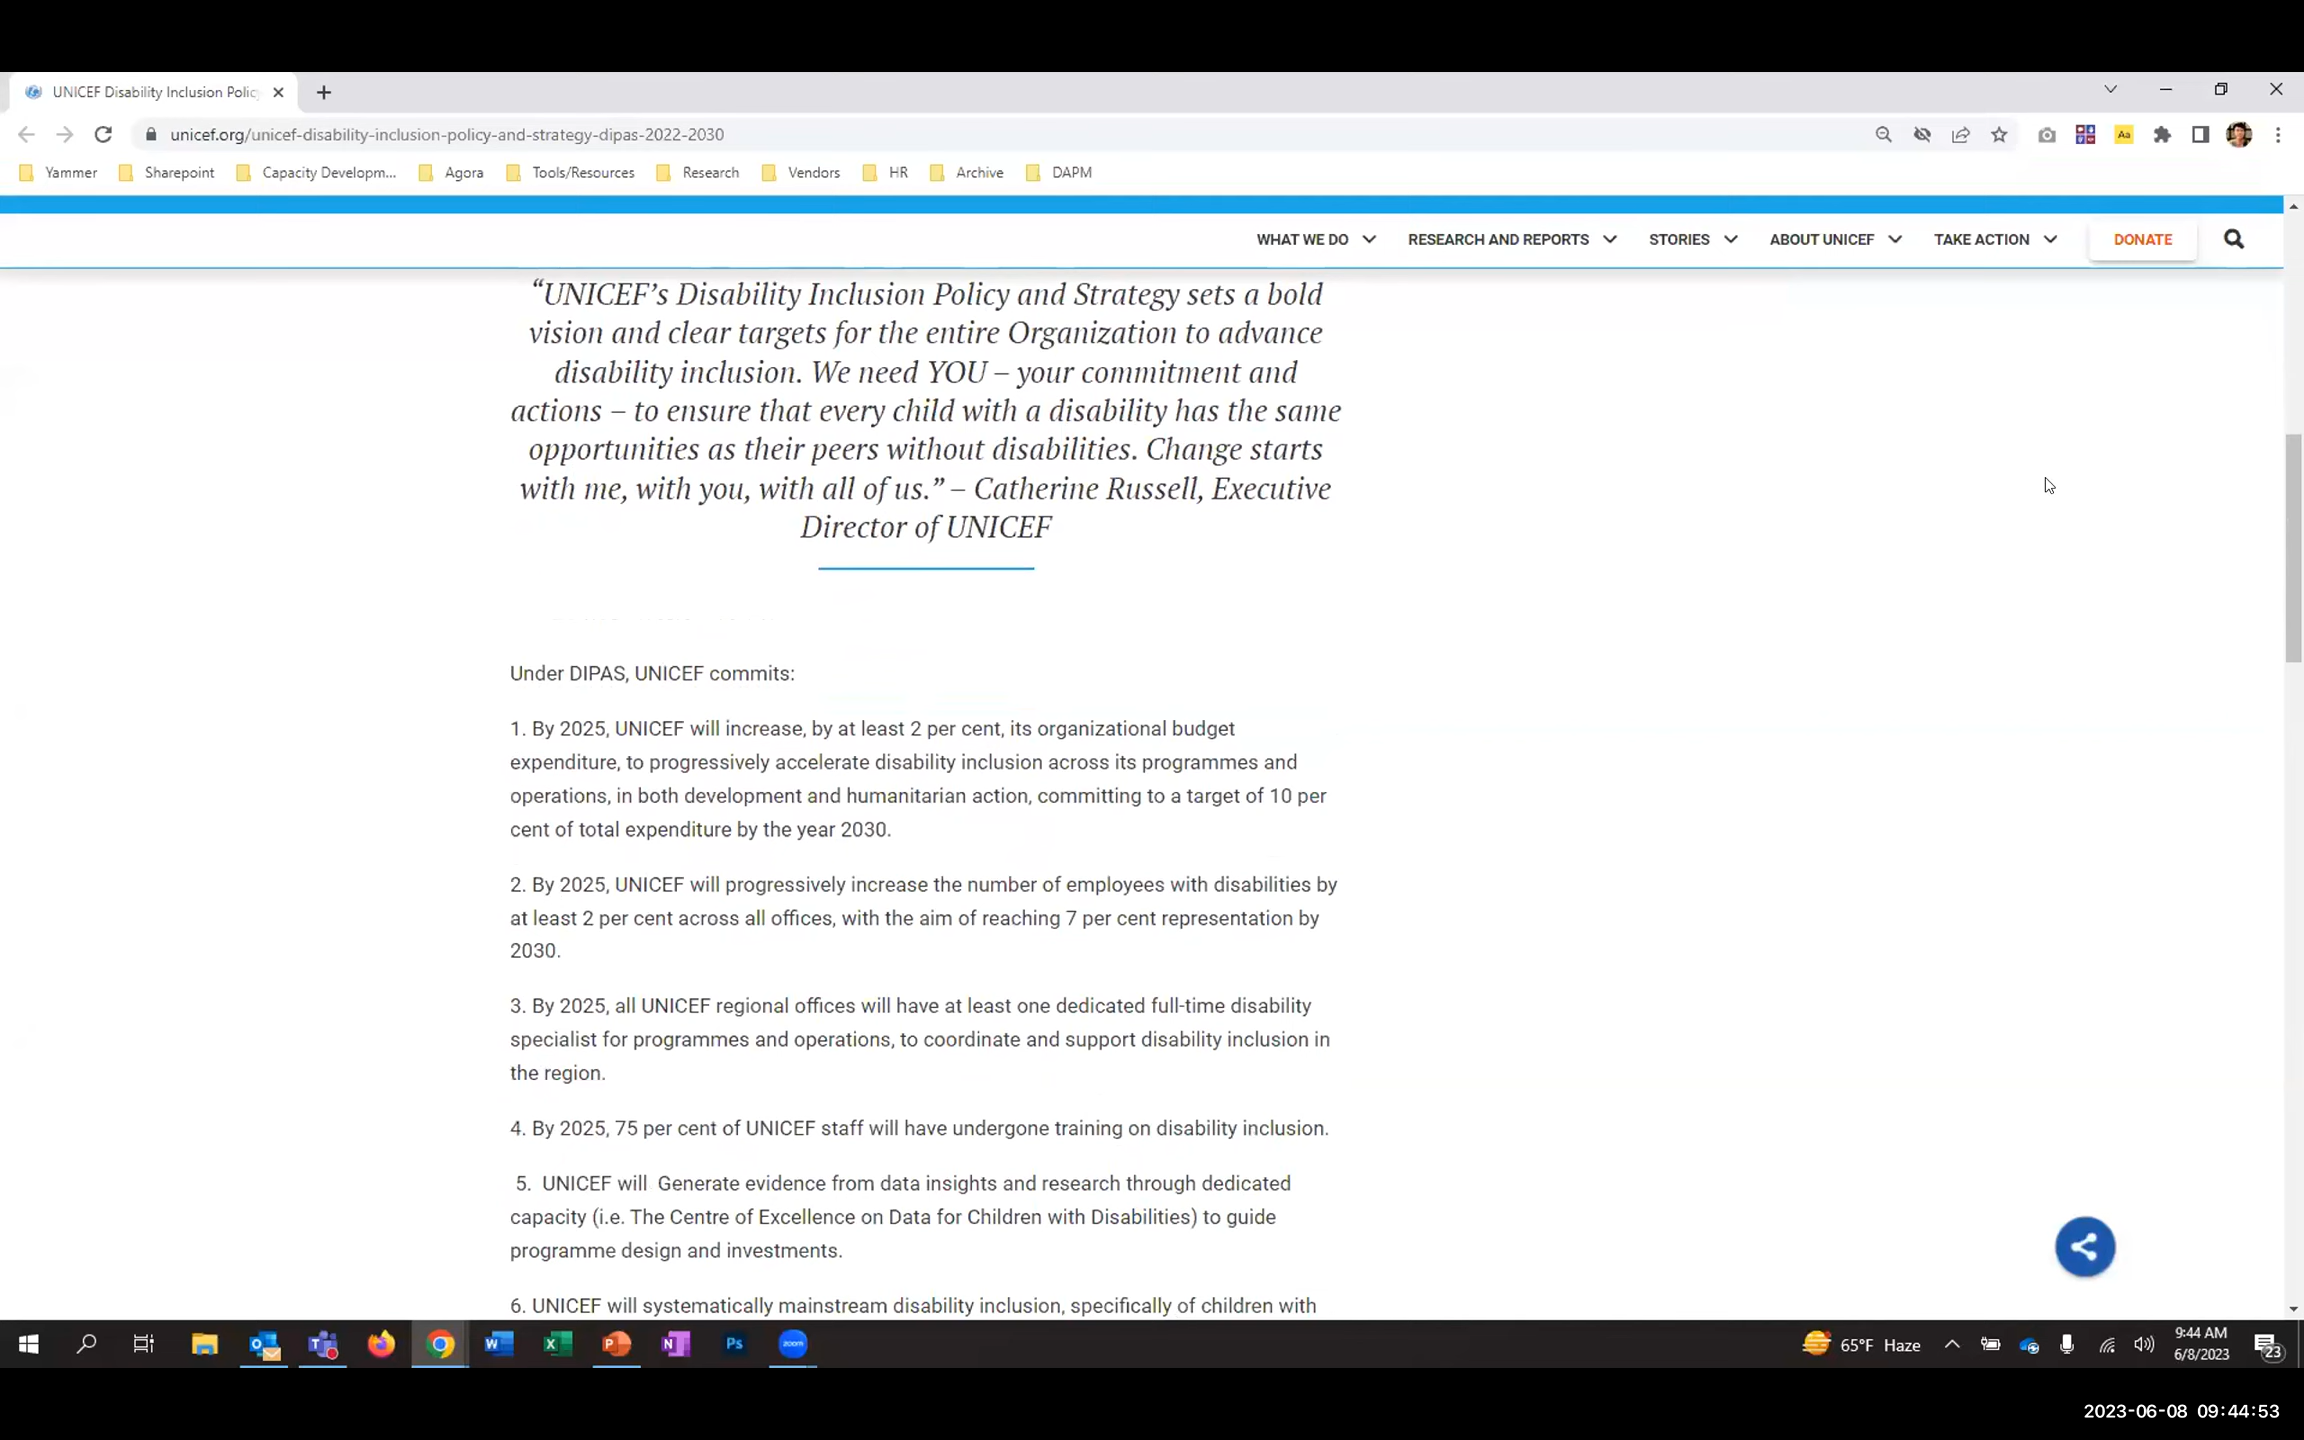 UNICEF Disability Inclusion Polic
unicef.org/unicef-disability-inclusion-policy-and-strategy-dipas-2022-2030
Aa
Yammer Sharepoint Capacity Developm... Agora Tools/Resources Research Vendors HR Archive DAPM
WHAT WE DO RESEARCH AND REPORTS STORIES ABOUT UNICEF TAKE ACTION DONATE
“UNICEF’s Disability Inclusion Policy and Strategy sets a bold
vision and clear targets for the entire Organization to advance
disability inclusion. We need YOU – your commitment and
actions – to ensure that every child with a disability has the same
opportunities as their peers without disabilities. Change starts
with me, with you, with all of us.” – Catherine Russell, Executive
Director of UNICEF
Under DIPAS, UNICEF commits:
1. By 2025, UNICEF will increase, by at least 2 per cent, its organizational budget
expenditure, to progressively accelerate disability inclusion across its programmes and
operations, in both development and humanitarian action, committing to a target of 10 per
cent of total expenditure by the year 2030.
2. By 2025, UNICEF will progressively increase the number of employees with disabilities by
at least 2 per cent across all offices, with the aim of reaching 7 per cent representation by
2030.
3. By 2025, all UNICEF regional offices will have at least one dedicated full-time disability
specialist for programmes and operations, to coordinate and support disability inclusion in
the region.
4. By 2025, 75 per cent of UNICEF staff will have undergone training on disability inclusion.
5. UNICEF will Generate evidence from data insights and research through dedicated
capacity (i.e. The Centre of Excellence on Data for Children with Disabilities) to guide
programme design and investments.
6. UNICEF will systematically mainstream disability inclusion, specifically of children with
W P N Ps zoom
65°F Haze
9:44 AM
6/8/2023
23
2023-06-08 09:44:53